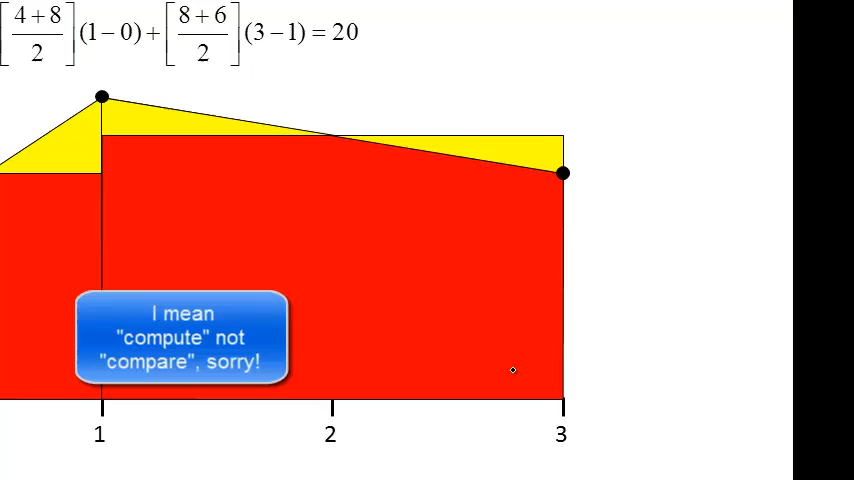 [4+8/2](1−0)+[8+6/2](3−1)=20
I mean
"compute" not
"compare", sorry!
1 2 3